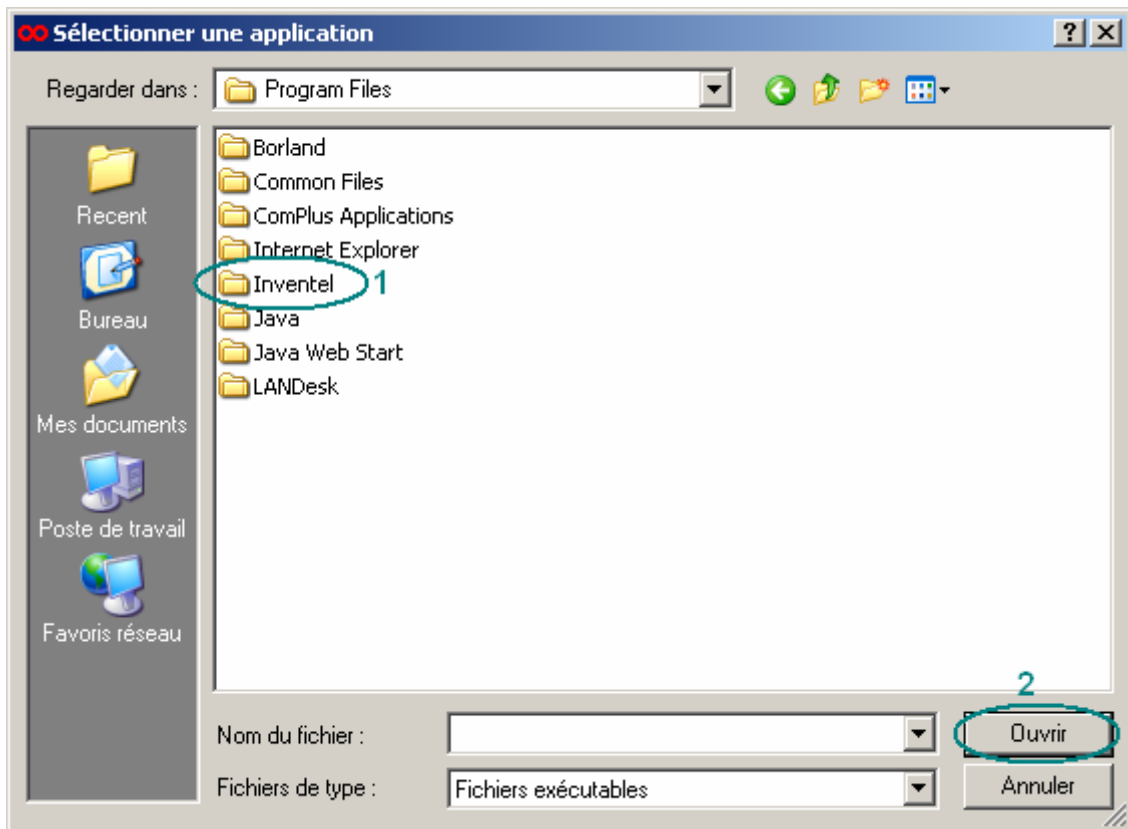 Sélectionner une application
Regarder dans :
Program Files
Recent
Bureau
Mes documents
Poste de travail
Favoris réseau
Borland
Common Files
ComPlus Applications
Internet Explorer
Inventel 1
Java
Java Web Start
LANDesk
2
Nom du fichier :
Ouvrir
Fichiers de type :
Fichiers exécutables
Annuler